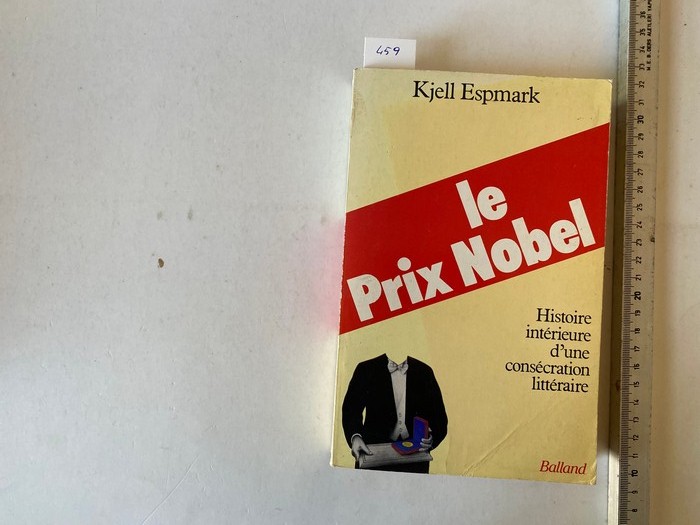 459
Kjell Espmark
le
Prix Nobel
Histoire
intérieure
d'une
consécration
littéraire
Balland